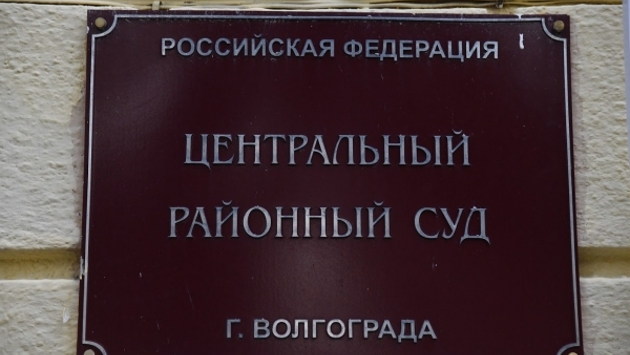 РОССИЙСКАЯ ФЕДЕРАЦИЯ
ЦЕНТРАЛЬНЫЙ
РАЙОННЫЙ СУД
Г. ВОЛГОГРАДА